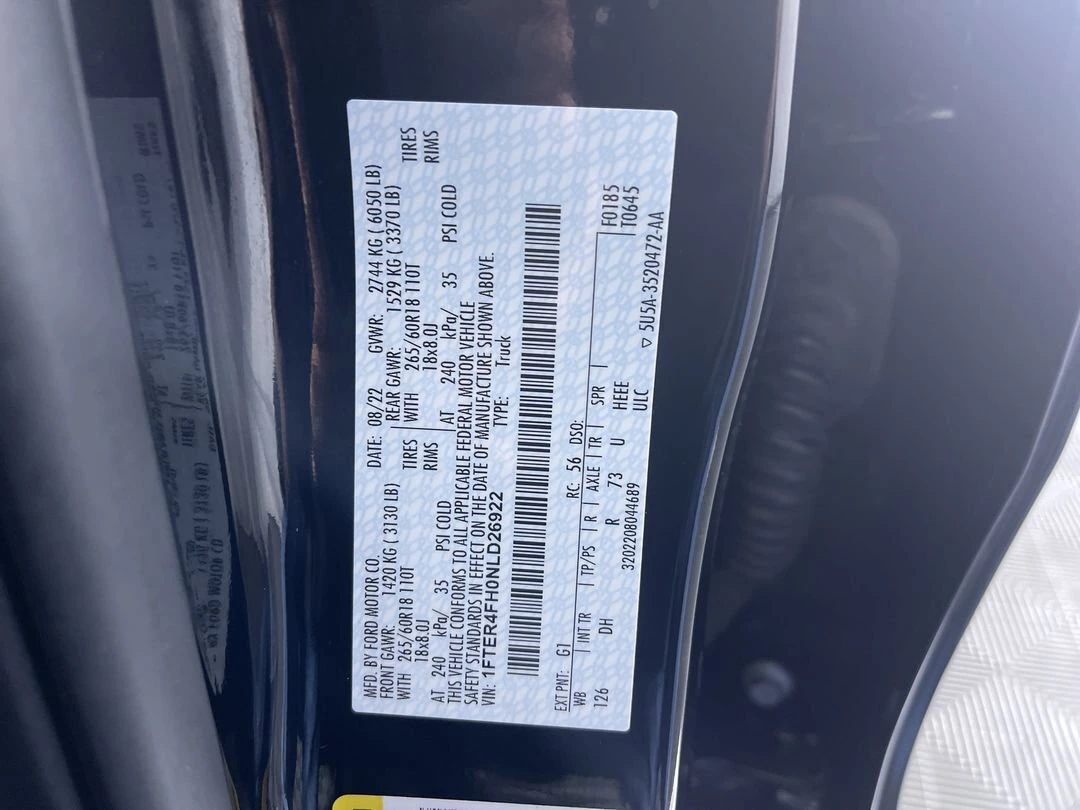 MFD. BY FORD MOTOR CO.
DATE: 08/22 GVWR: 2744 KG ( 6050 LB)
FRONT GAWR: 1420 KG ( 3130 LB) REAR GAWR: 1529 KG ( 3370 LB)
WITH 265/60R18 110T TIRES WITH 265/60R18 110T TIRES
18x8.0J RIMS 18x8.0J RIMS
AT 240 kPa/ 35 PSI COLD AT 240 kPa/ 35 PSI COLD
THIS VEHICLE CONFORMS TO ALL APPLICABLE FEDERAL MOTOR VEHICLE
SAFETY STANDARDS IN EFFECT ON THE DATE OF MANUFACTURE SHOWN ABOVE.
VIN: 1FTER4FH0NLD26922 TYPE: Truck
EXT PNT: G1 RC: 56 DSO:
WB INT TR TP/PS R AXLE TR SPR F0185
126 DH R 73 U HEEE T0645
3202208044689 ULC
▽ 5U5A-3520472-AA